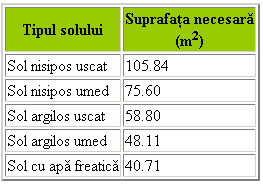 Tipul solului Suprafața necesară
(m2)
Sol nisipos uscat 105.84
Sol nisipos umed 75.60
Sol argilos uscat 58.80
Sol argilos umed 48.11
Sol cu apă freatică 40.71